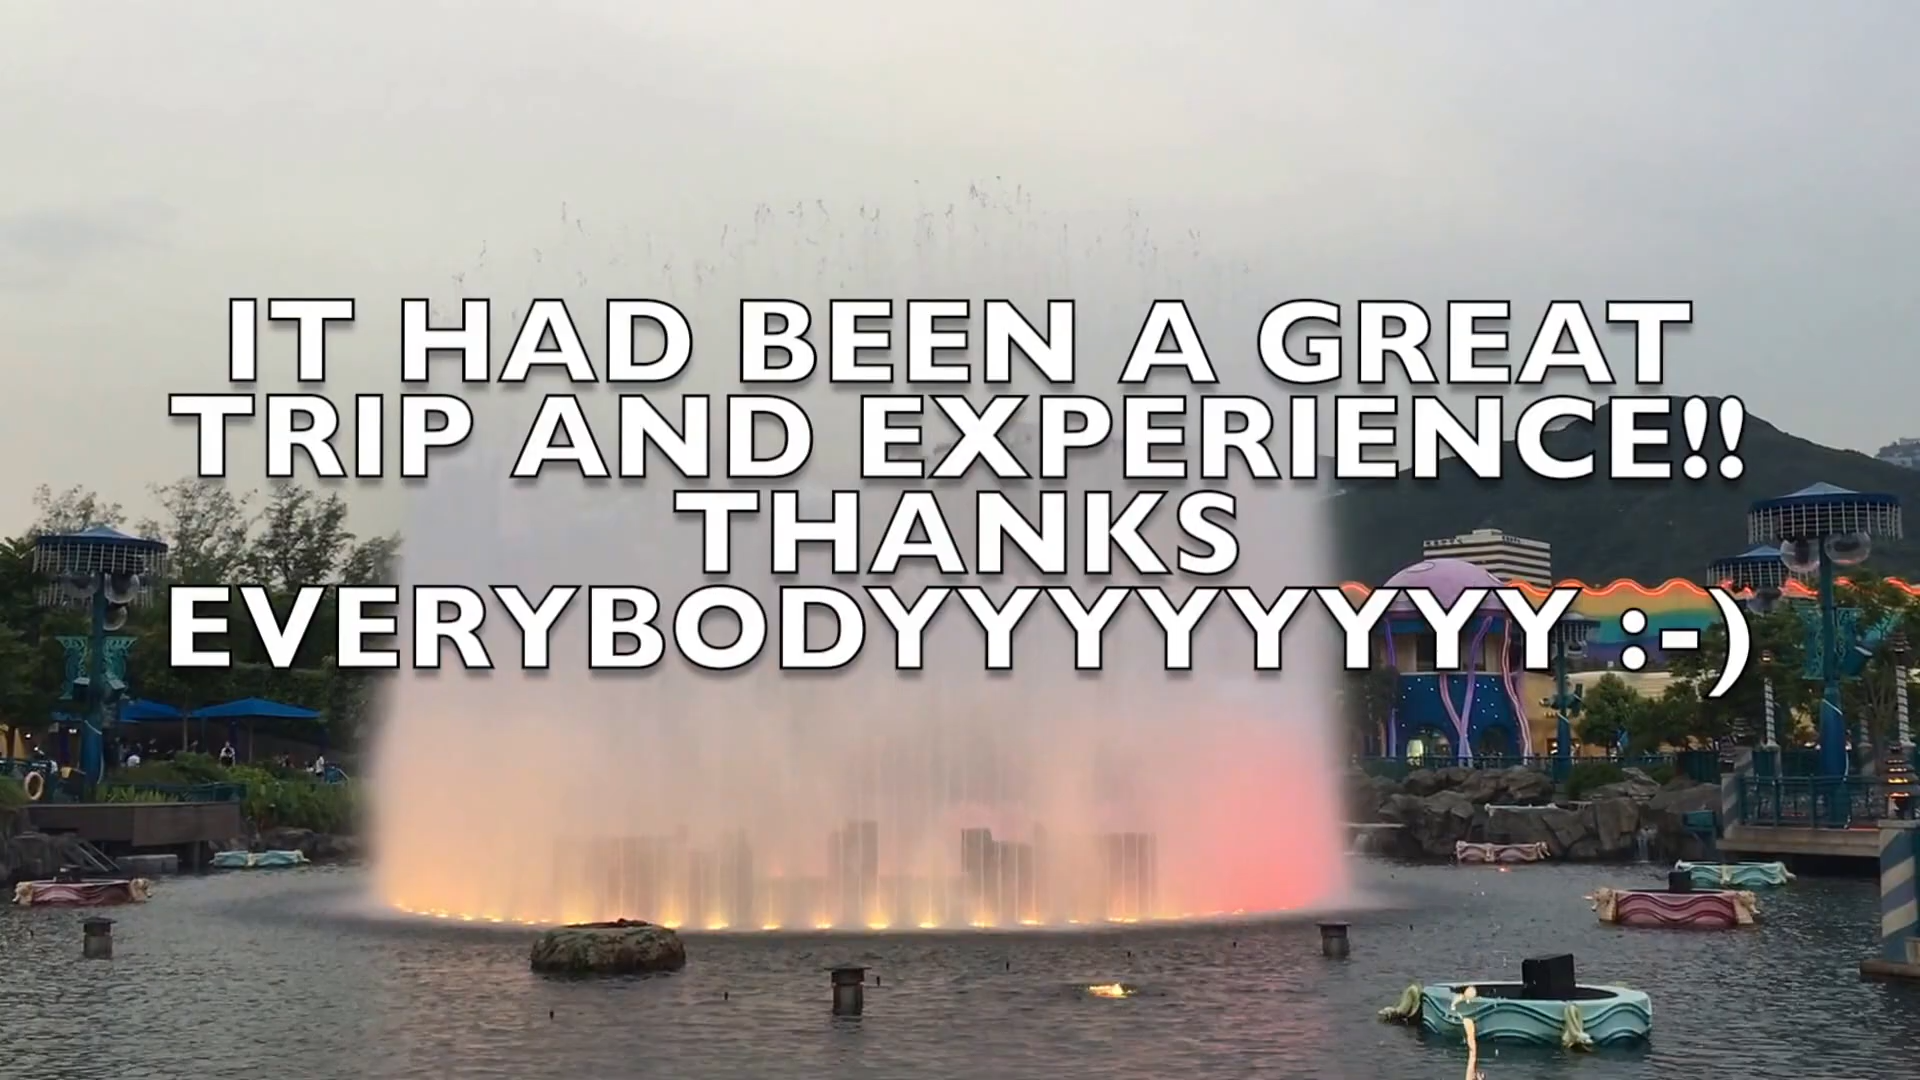 IT HAD BEEN A GREAT
TRIP AND EXPERIENCE!!
THANKS
EVERYBODYYYYYYYY :-)